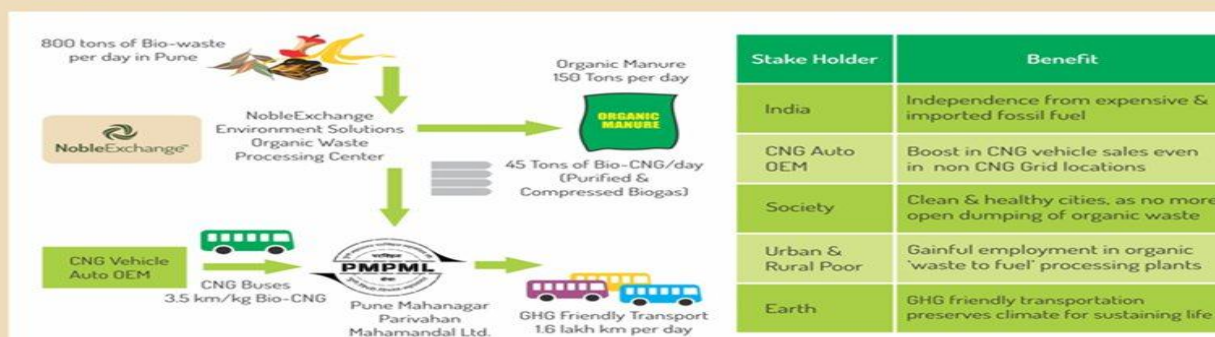 800 tons of Bio-waste
per day in Pune
Organic Manure
150 Tons per day
ORGANIC
MANURE
NobleExchange
NobleExchange
Environment Solutions
Organic Waste
Processing Center
45 Tons of Bio-CNG/day
(Purified &
Compressed Biogas)
CNG Vehicle
Auto OEM
CNG Buses
3.5 km/kg Bio-CNG
PMPML
Pune Mahanagar
Parivahan
Mahamandal Ltd.
GHG Friendly Transport
1.6 lakh km per day
Stake Holder Benefit
India
Independence from expensive &
imported fossil fuel
CNG Auto
OEM
Boost in CNG vehicle sales even
in non CNG Grid locations
Society
Clean & healthy cities, as no more
open dumping of organic waste
Urban &
Rural Poor
Gainful employment in organic
'waste to fuel' processing plants
Earth
GHG friendly transportation
preserves climate for sustaining life